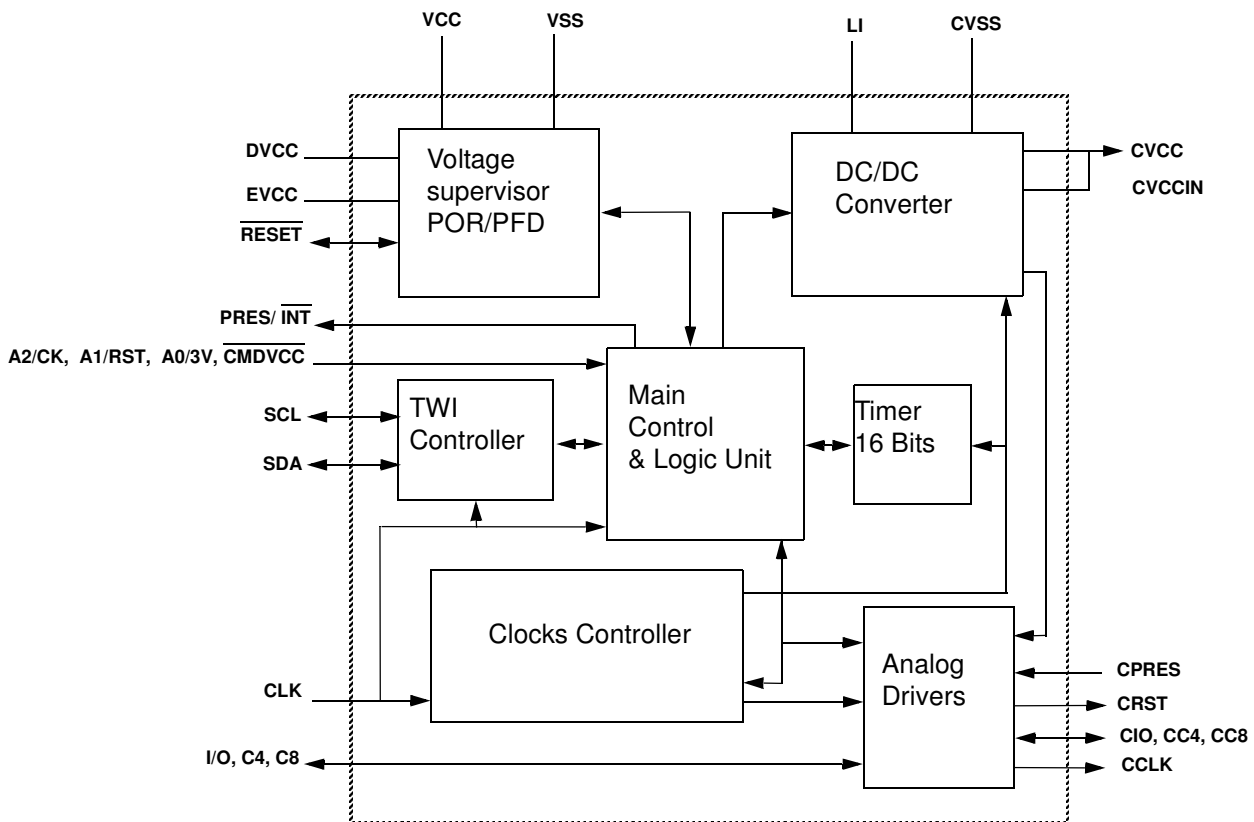 VCC
VSS
LI
CVSS
DVCC
EVCC
RESET
Voltage
supervisor
POR/PFD
DC/DC
Converter
CVCC
CVCCIN
PRES/ INT
A2/CK, A1/RST, A0/3V, CMDVCC
SCL
SDA
TWI
Controller
Main
Control
& Logic Unit
Timer
16 Bits
Clocks Controller
Analog
Drivers
CLK
I/O, C4, C8
CPRES
CRST
CIO, CC4, CC8
CCLK